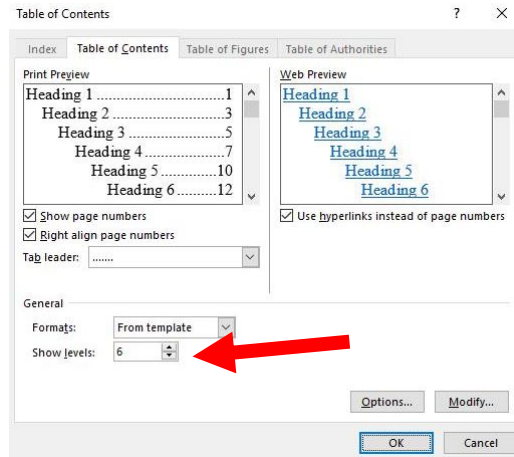 Table of Contents ? ×
Index Table of Contents Table of Figures Table of Authorities
Print Preview
Heading 1..............................1
Heading 2............................3
Heading 3.........................5
Heading 4.....................7
Heading 5...............10
Heading 6...........12
Web Preview
Heading 1
Heading 2
Heading 3
Heading 4
Heading 5
Heading 6
Show page numbers
Right align page numbers
Use hyperlinks instead of page numbers
Tab leader: .......
General
Formats: From template
Show levels: 6
Options... Modify...
OK Cancel